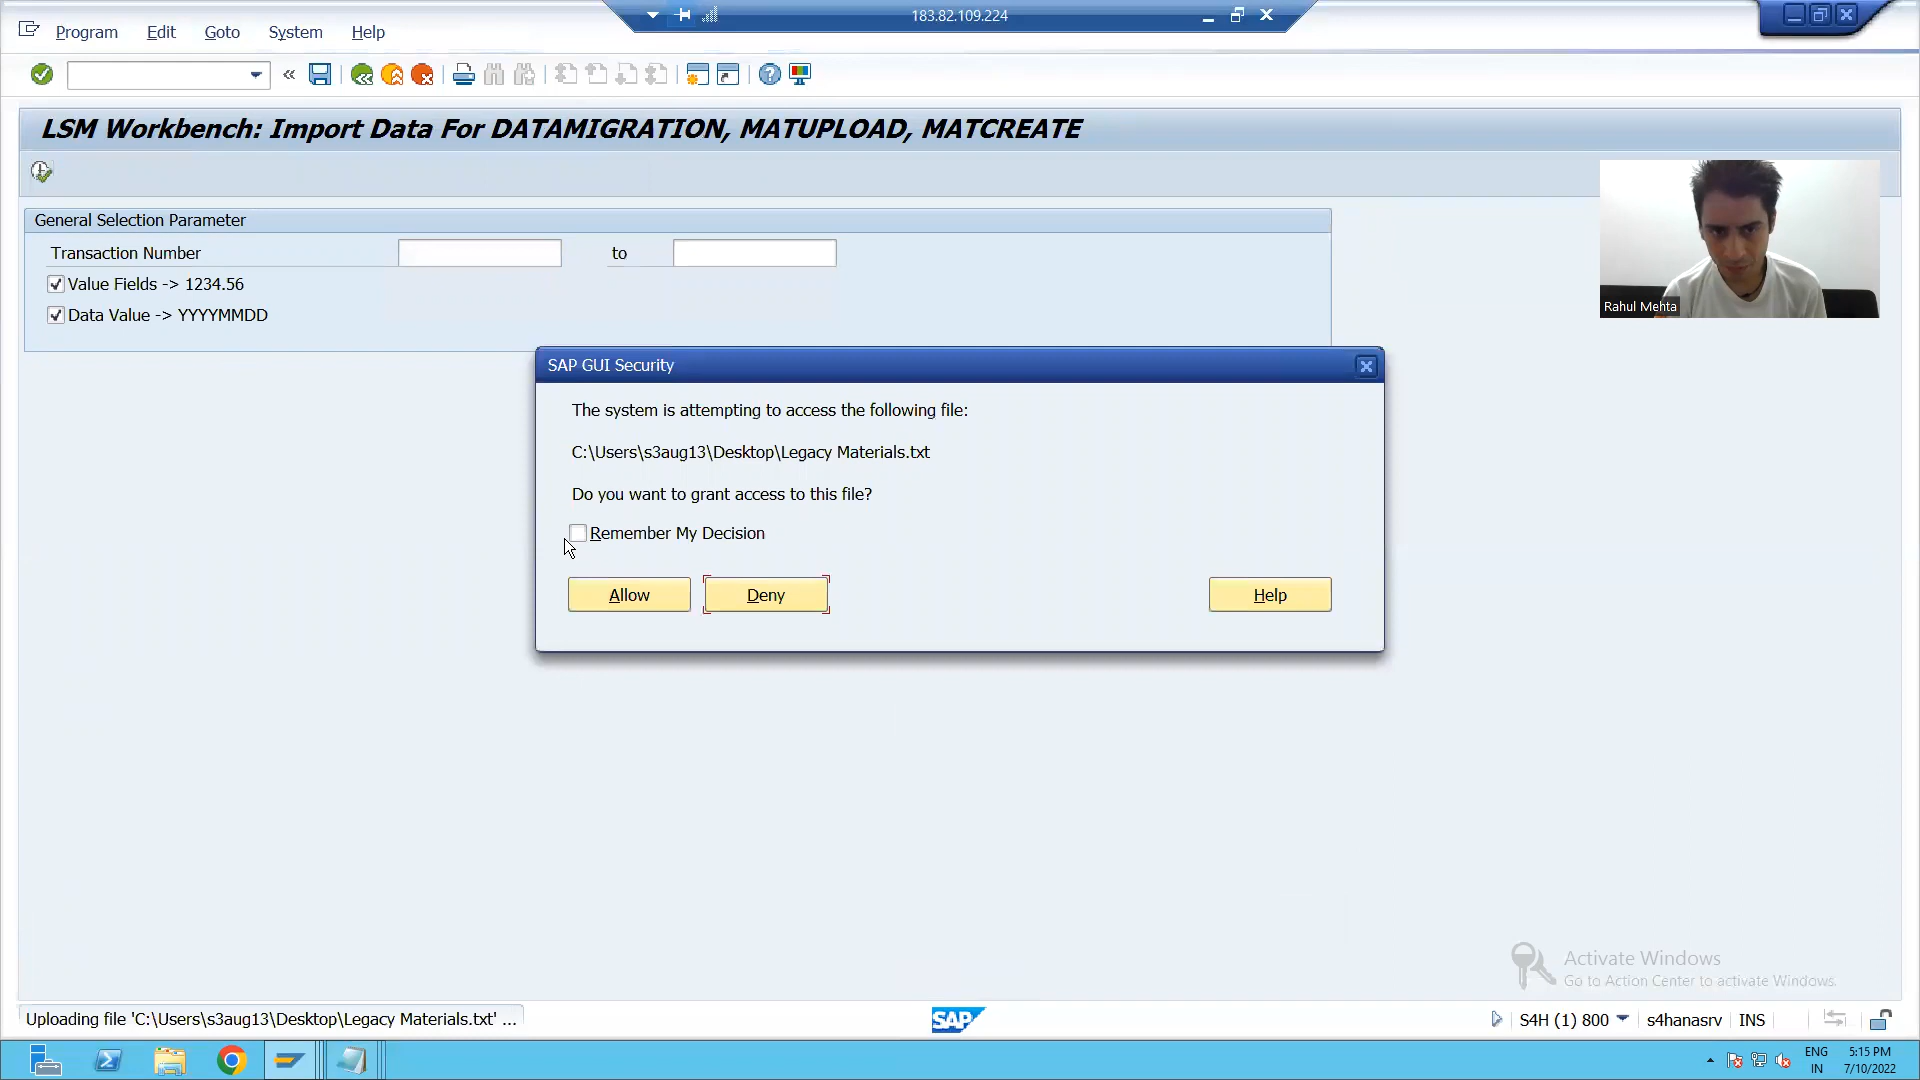 183.82.109.224
Program Edit Goto System Help
LSM Workbench: Import Data For DATAMIGRATION, MATUPLOAD, MATCREATE
General Selection Parameter
Transaction Number to
Value Fields -> 1234.56
Data Value -> YYYYMMDD
Rahul Mehta
SAP GUI Security
The system is attempting to access the following file:
C:\Users\s3aug13\Desktop\Legacy Materials.txt
Do you want to grant access to this file?
Remember My Decision
Allow Deny Help
Activate Windows
Go to Action Center to activate Windows.
Uploading file 'C:\Users\s3aug13\Desktop\Legacy Materials.txt' ...
SAP
S4H (1) 800 s4hanasrv INS
ENG 5:15 PM
IN 7/10/2022